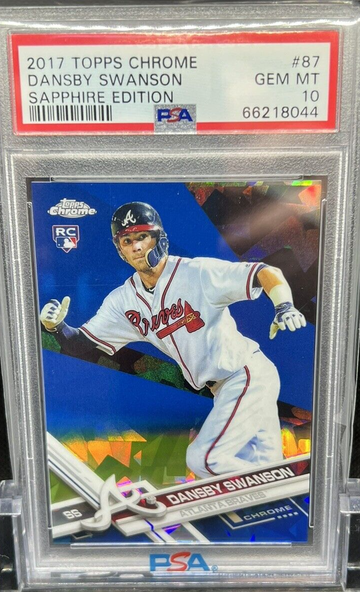 2017 TOPPS CHROME #87
DANSBY SWANSON GEM MT
SAPPHIRE EDITION 10
PSA 66218044
Topps
Chrome
RC
A
Braves
SS
A
DANSBY SWANSON
ATLANTA BRAVES
CHROME
PSA